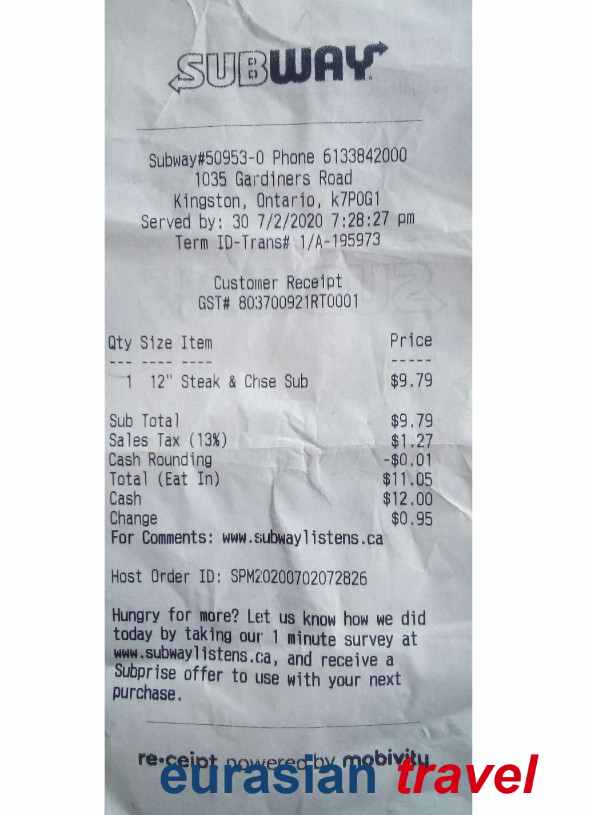 SUBWAY
Subway#50953-0 Phone 6133842000
1035 Gardiners Road
Kingston, Ontario, k7P0G1
Served by: 30 7/2/2020 7:28:27 pm
Term ID-Trans# 1/A-195973
Customer Receipt
GST# 803700921RT0001
Qty Size Item Price
--- ---- ---- -----
1 12" Steak & Chse Sub $9.79
Sub Total $9.79
Sales Tax (13%) $1.27
Cash Rounding -$0.01
Total (Eat In) $11.05
Cash $12.00
Change $0.95
For Comments: www.subwaylistens.ca
Host Order ID: SPM20200702072826
Hungry for more? Let us know how we did
today by taking our 1 minute survey at
www.subwaylistens.ca, and receive a
Subprise offer to use with your next
purchase.
re•ceipt powered by mobivity
eurasian travel